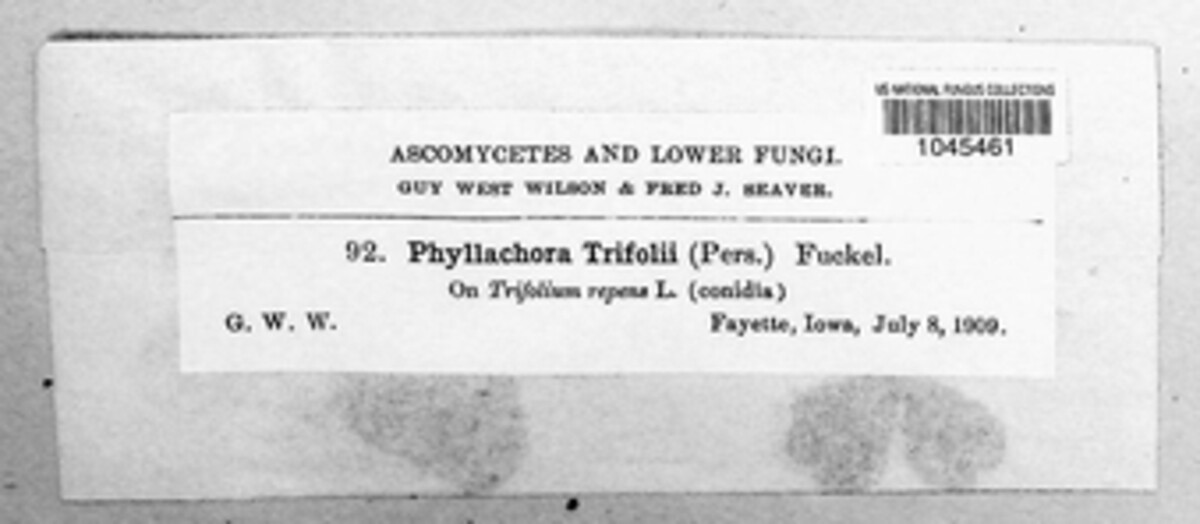 US NATIONAL FUNGUS COLLECTIONS
1045461
ASCOMYCETES AND LOWER FUNGI.
GUY WEST WILSON & FRED J. SEAVER.
92. Phyllachora Trifolii (Pers.) Fuckel.
On Trifolium repens L. (conidia)
G. W. W. Fayette, Iowa, July 8, 1909.